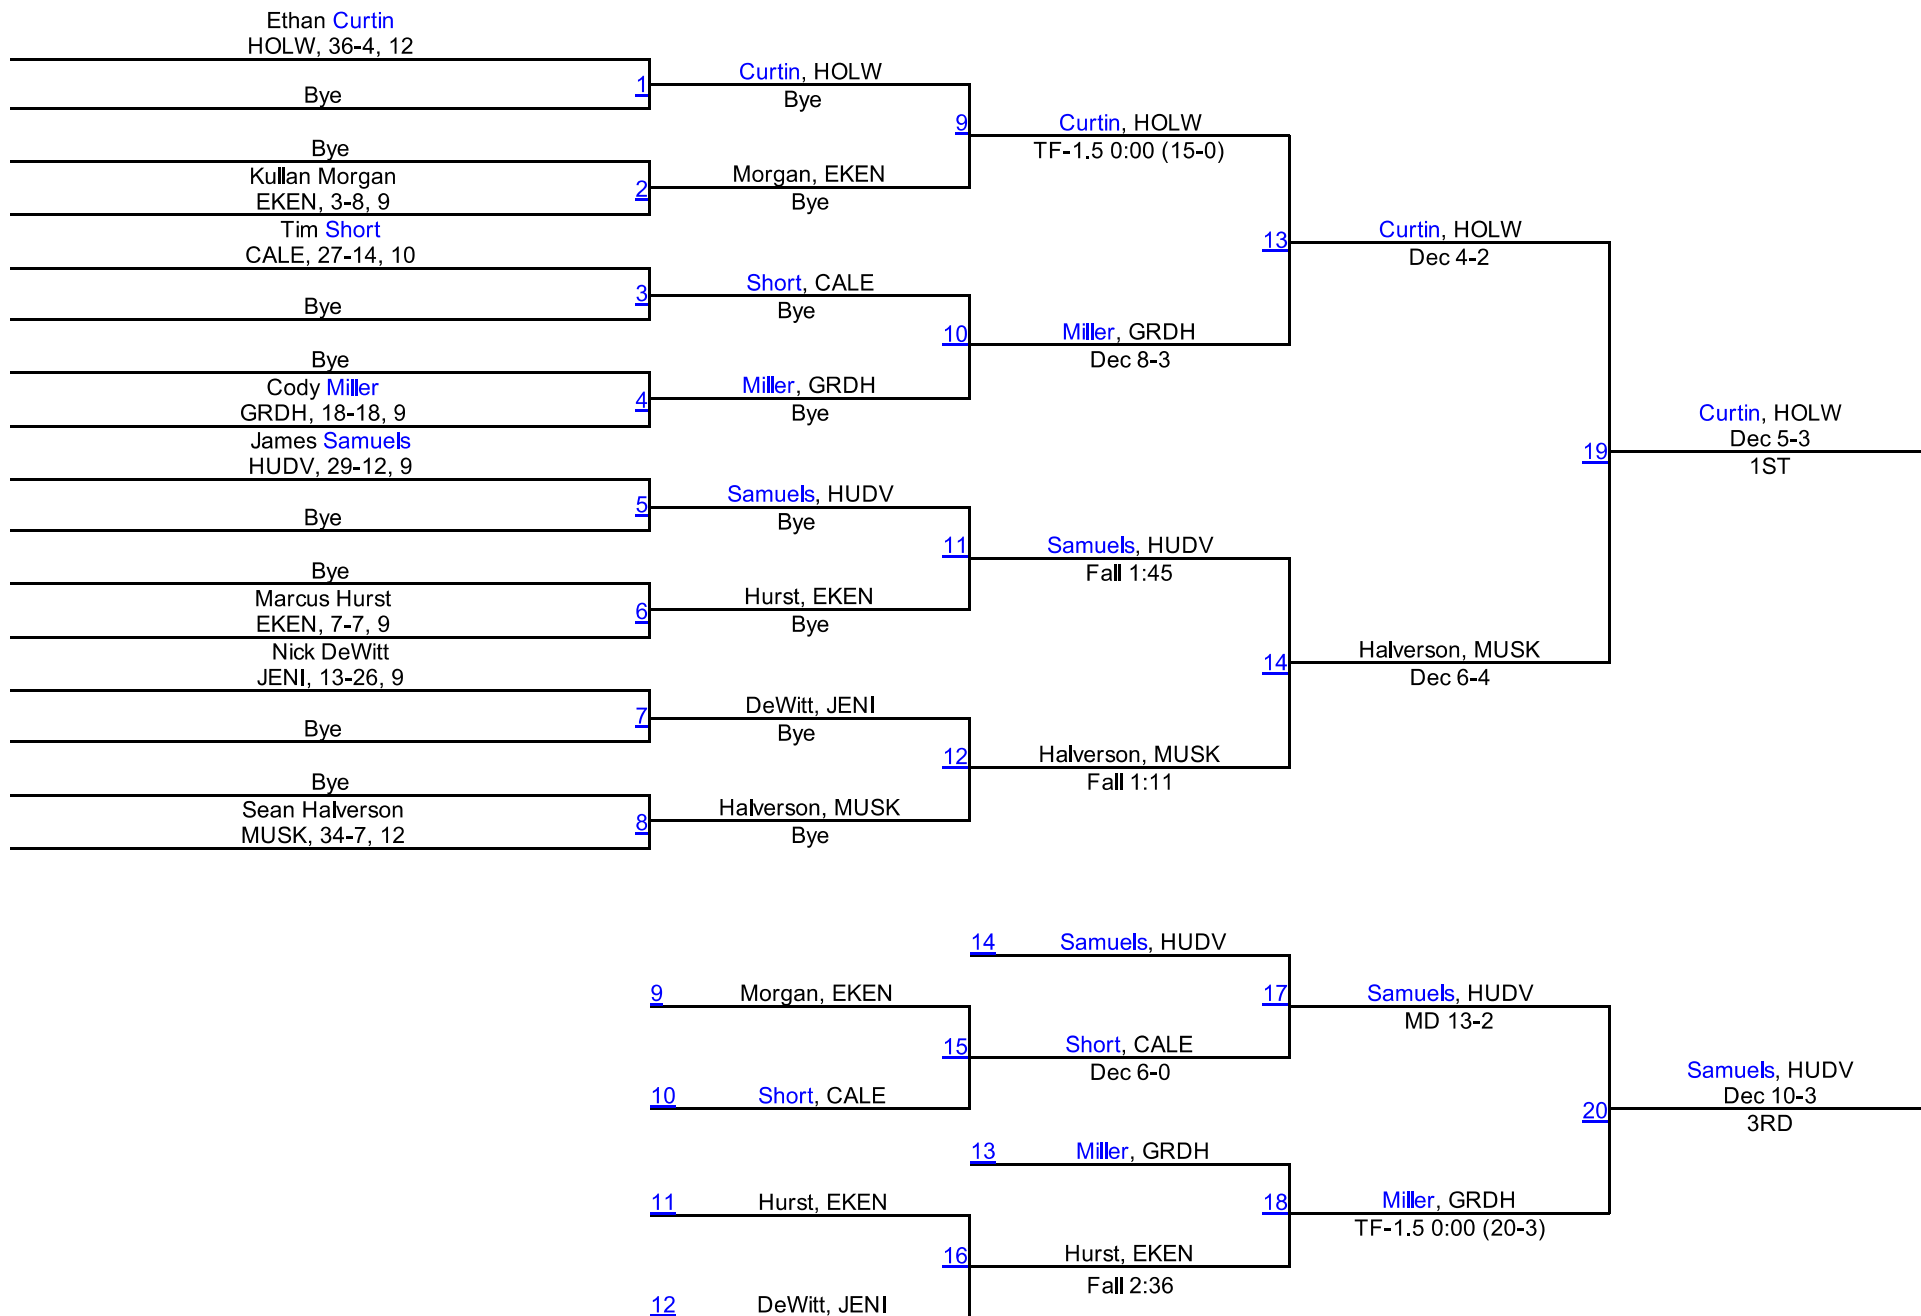 Ethan Curtin
HOLW, 36-4, 12
Bye
1
Bye
Kullan Morgan
EKEN, 3-8, 9
2
Tim Short
CALE, 27-14, 10
Bye
3
Bye
Cody Miller
GRDH, 18-18, 9
4
James Samuels
HUDV, 29-12, 9
Bye
5
Bye
Marcus Hurst
EKEN, 7-7, 9
6
Nick DeWitt
JENI, 13-26, 9
Bye
7
Bye
Sean Halverson
MUSK, 34-7, 12
8
Curtin, HOLW
Bye
9
Morgan, EKEN
Bye
Short, CALE
Bye
10
Miller, GRDH
Bye
Samuels, HUDV
Bye
11
Hurst, EKEN
Bye
DeWitt, JENI
Bye
12
Halverson, MUSK
Bye
Curtin, HOLW
TF-1.5 0:00 (15-0)
13
Miller, GRDH
Dec 8-3
Samuels, HUDV
Fall 1:45
14
Halverson, MUSK
Fall 1:11
Curtin, HOLW
Dec 4-2
19
Halverson, MUSK
Dec 6-4
Curtin, HOLW
Dec 5-3
1ST
14 Samuels, HUDV
9 Morgan, EKEN
17
15
Short, CALE
Dec 6-0
10 Short, CALE
Samuels, HUDV
MD 13-2
13 Miller, GRDH
11 Hurst, EKEN
18
16
Hurst, EKEN
Fall 2:36
12 DeWitt, JENI
Miller, GRDH
TF-1.5 0:00 (20-3)
20
Samuels, HUDV
Dec 10-3
3RD